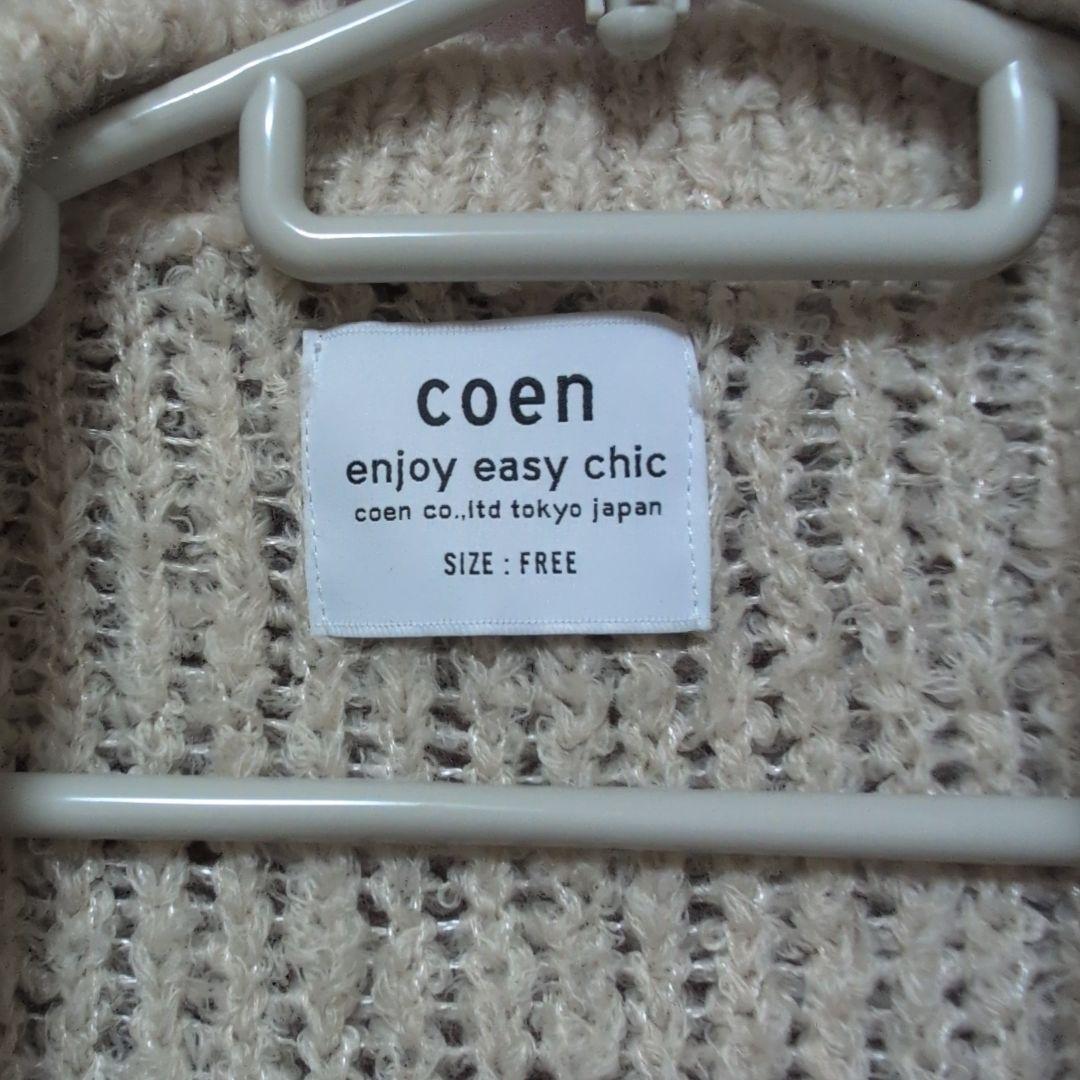 coen
enjoy easy chic
coen co.,ltd tokyo japan
SIZE : FREE